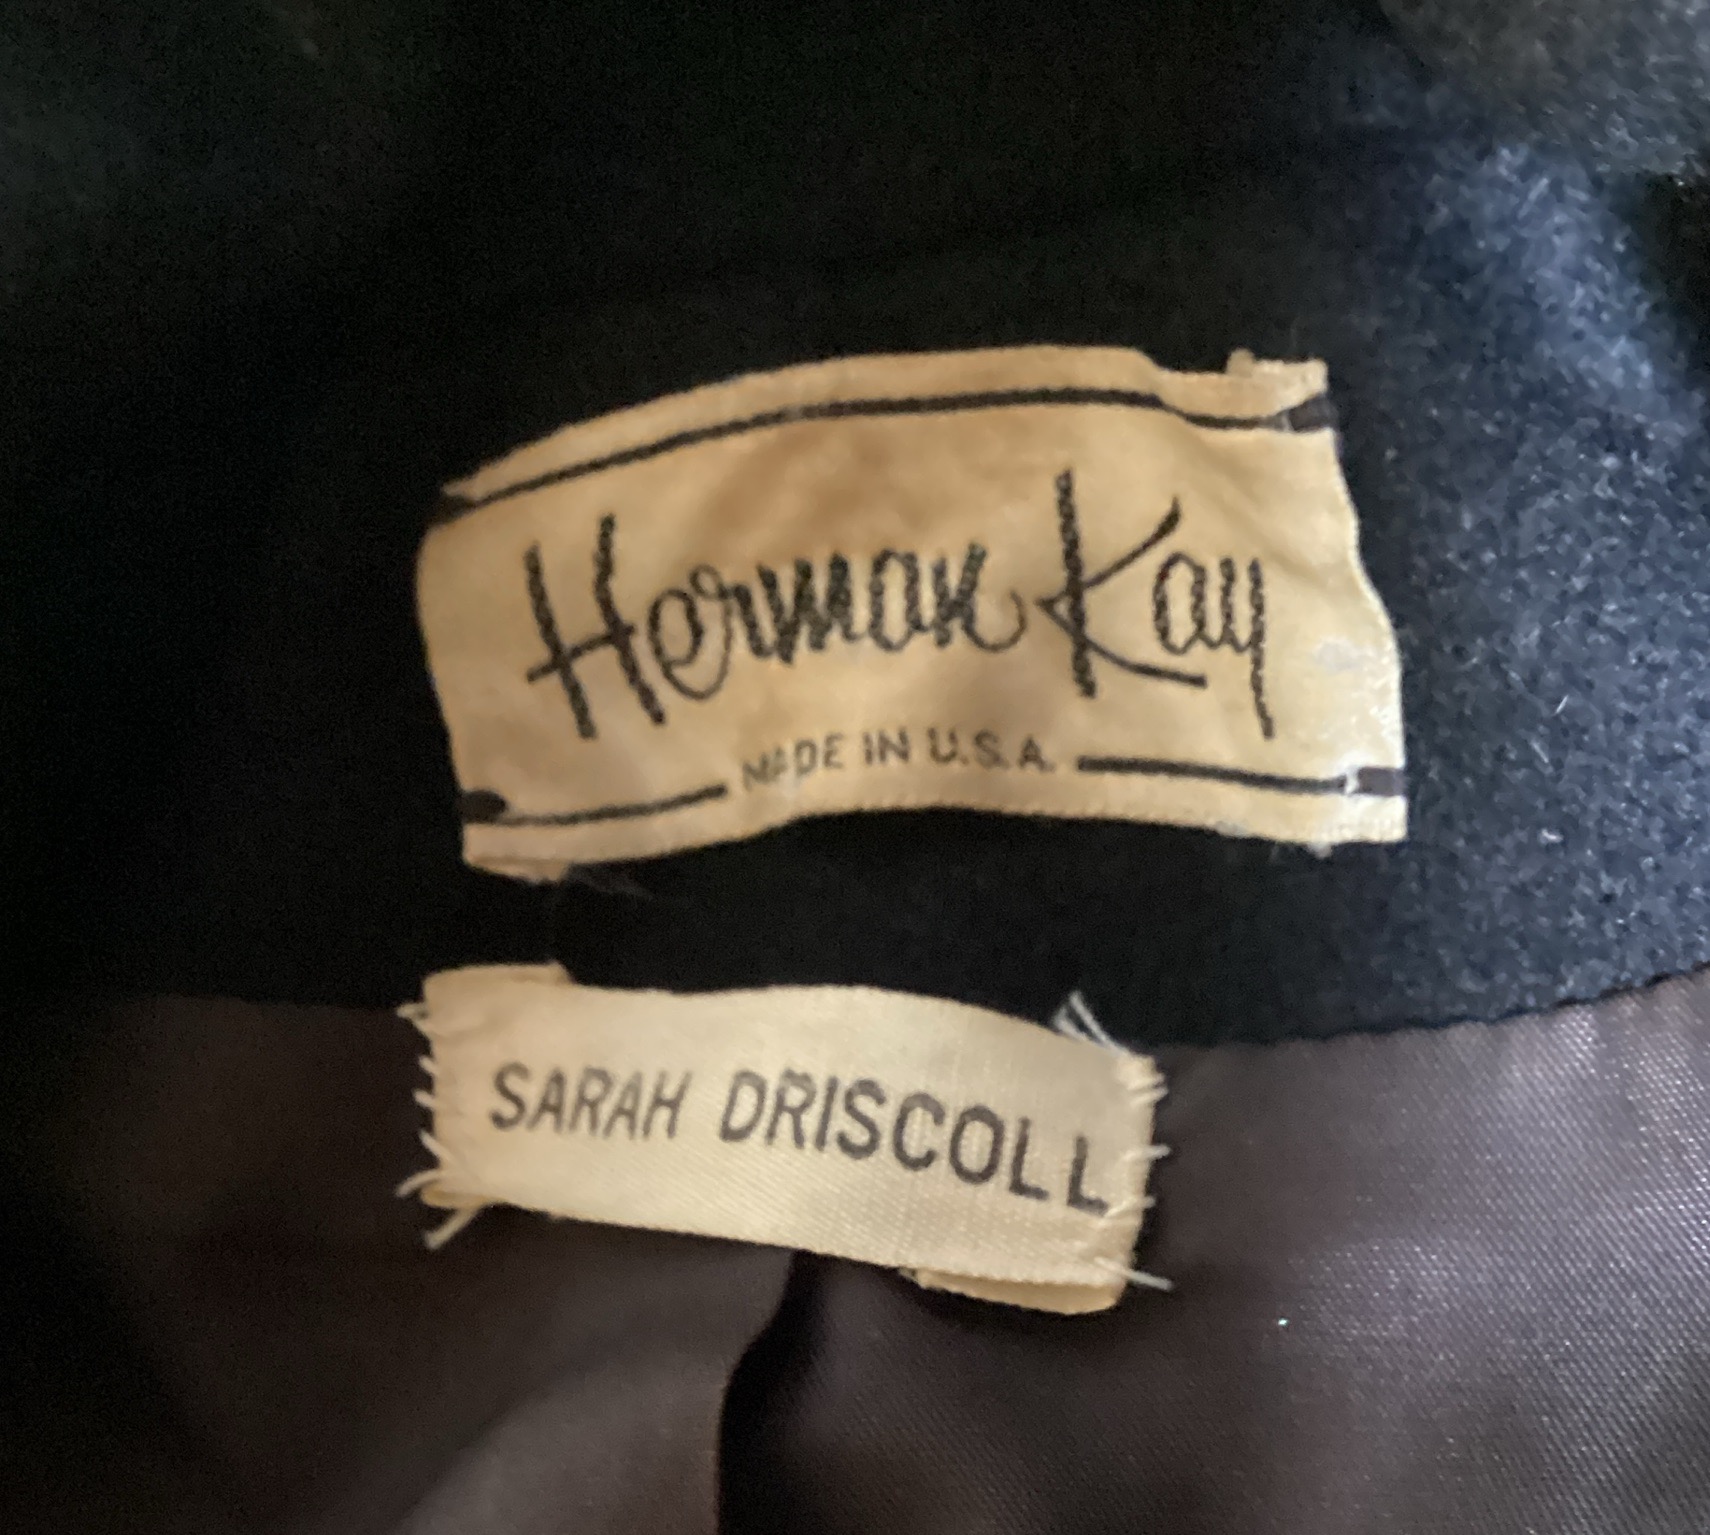 Herman Kay
MADE IN U.S.A.
SARAH DRISCOLL